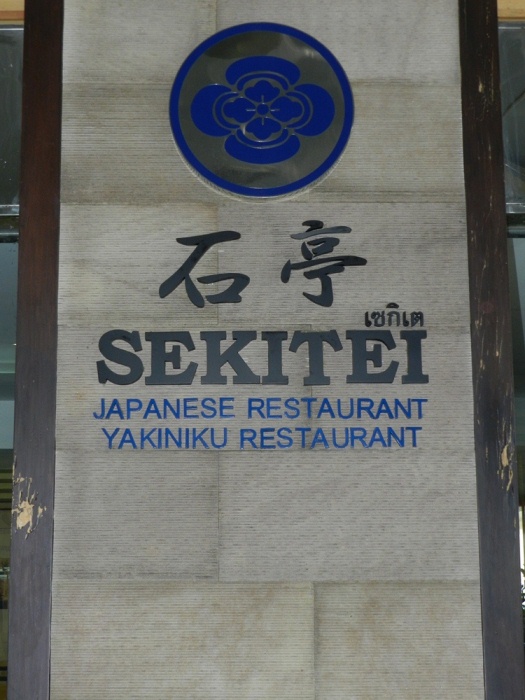 石亭
เซกิเต
SEKITEI
JAPANESE RESTAURANT
YAKINIKU RESTAURANT